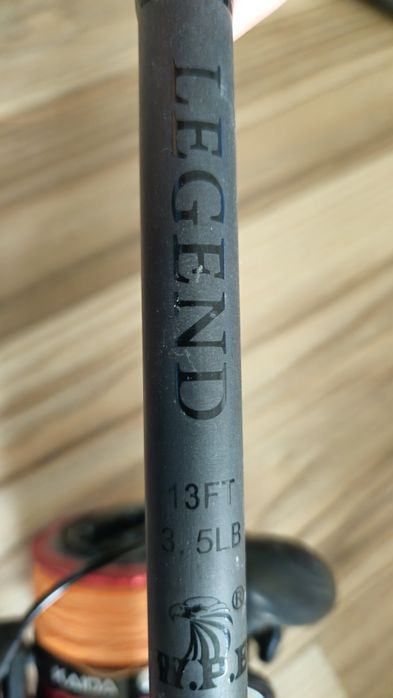 LEGEND
13FT
3.5LB
®
W.P.E
KAIDA